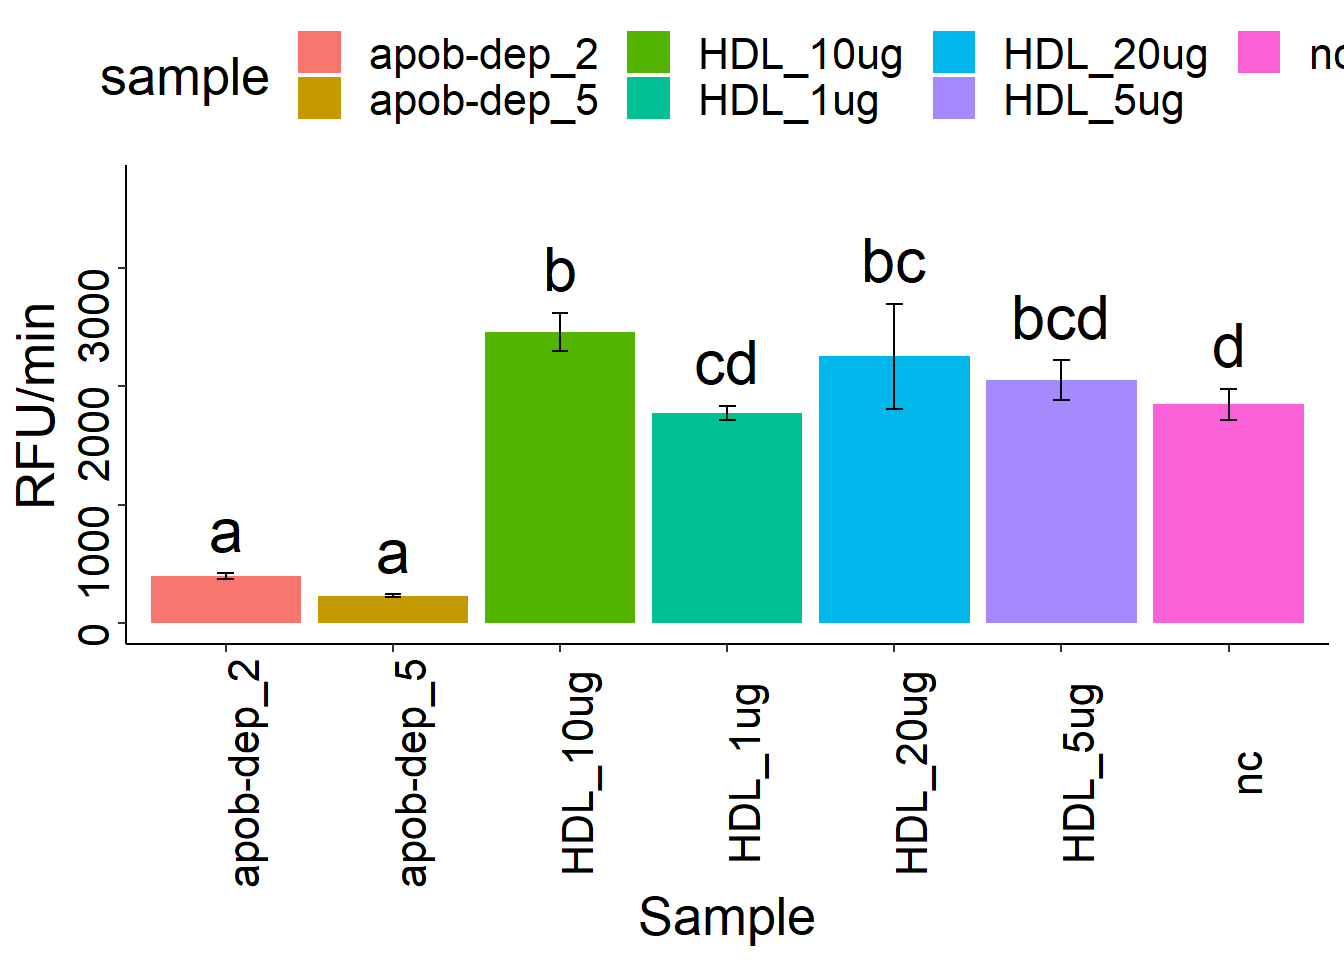 sample
apob-dep_2 HDL_10ug HDL_20ug nc
apob-dep_5 HDL_1ug HDL_5ug
RFU/min
3000
2000
1000
0
a
a
b
cd
bc
bcd
d
apob-dep_2
apob-dep_5
HDL_10ug
HDL_1ug
HDL_20ug
HDL_5ug
nc
Sample